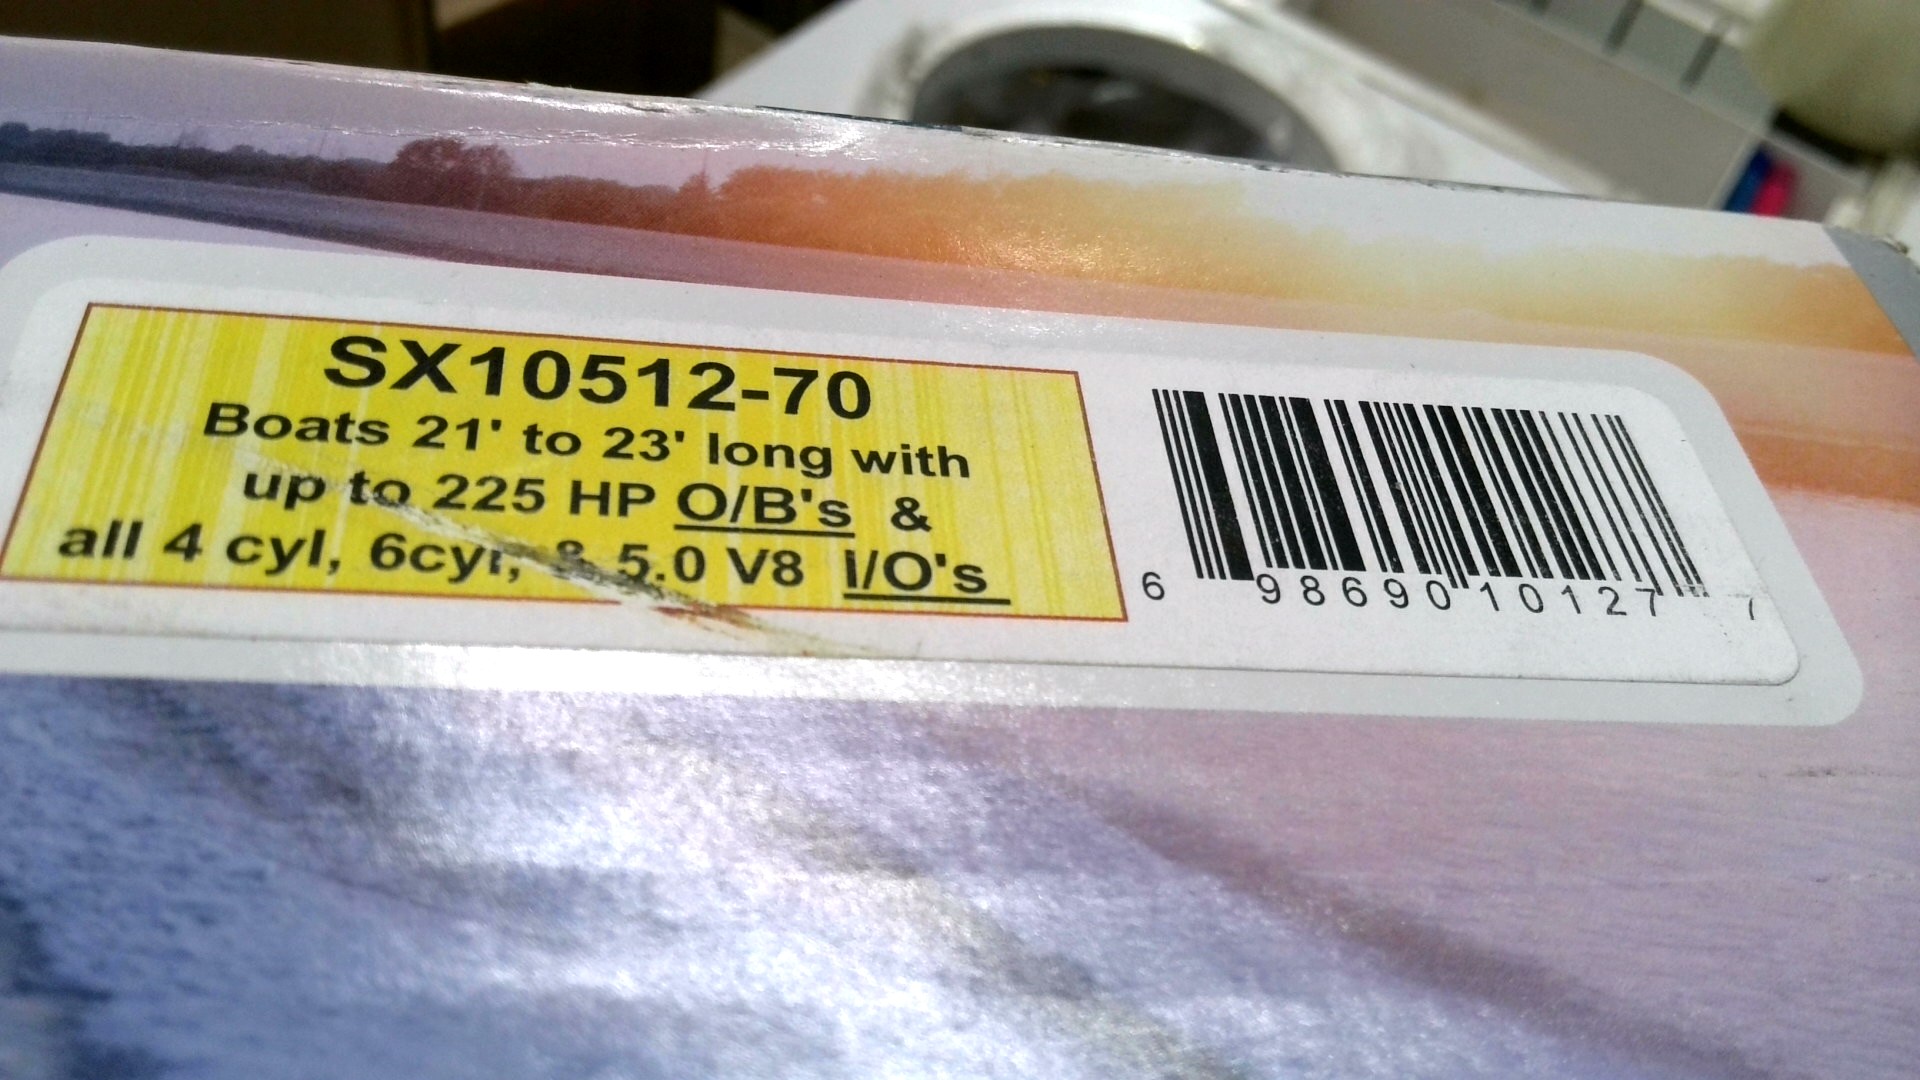 SX10512-70
Boats 21' to 23' long with
up to 225 HP O/B's &
all 4 cyl, 6cyl, & 5.0 V8 I/O's
6 98690 10127 7